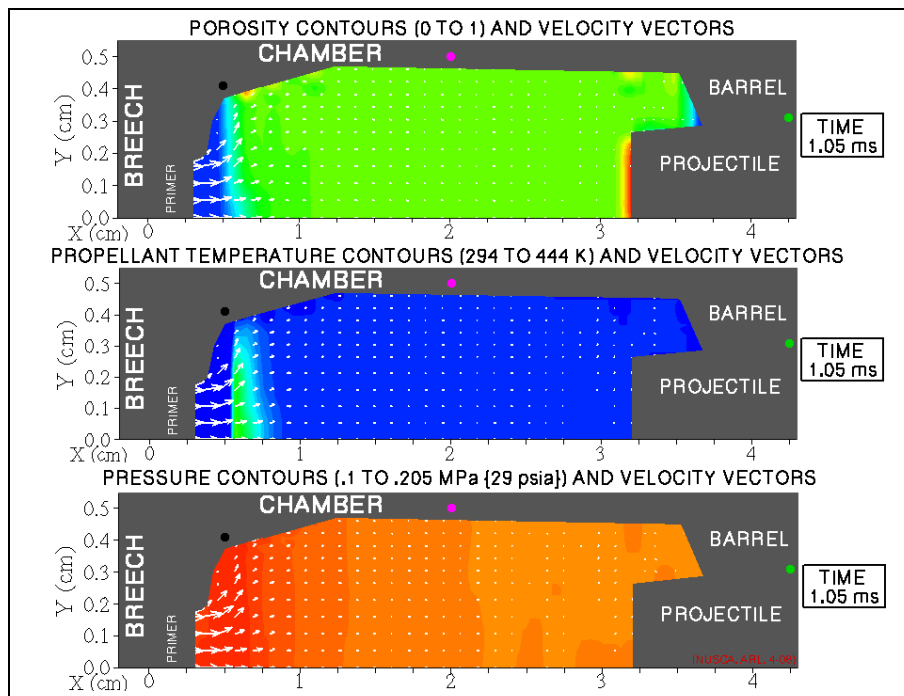 POROSITY CONTOURS (0 TO 1) AND VELOCITY VECTORS
CHAMBER
0.5
0.4
0.3
0.2
0.1
0.0
Y (cm)
BREECH
PRIMER
BARREL
PROJECTILE
TIME
1.05 ms
X (cm) 0 1 2 3 4
PROPELLANT TEMPERATURE CONTOURS (294 TO 444 K) AND VELOCITY VECTORS
CHAMBER
0.5
0.4
0.3
0.2
0.1
0.0
Y (cm)
BREECH
PRIMER
BARREL
PROJECTILE
TIME
1.05 ms
X (cm) 0 1 2 3 4
PRESSURE CONTOURS (.1 TO .205 MPa {29 psia}) AND VELOCITY VECTORS
CHAMBER
0.5
0.4
0.3
0.2
0.1
0.0
Y (cm)
BREECH
PRIMER
BARREL
PROJECTILE
TIME
1.05 ms
(NUSCA, ARL, 4-08)
X (cm) 0 1 2 3 4